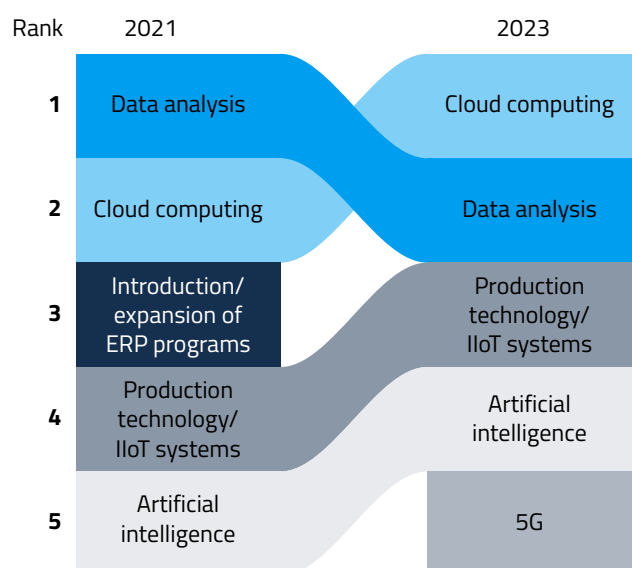 Rank 2021 2023
1 Data analysis Cloud computing
2 Cloud computing Data analysis
3 Introduction/
expansion of
ERP programs
Production
technology/
IIoT systems
4 Production
technology/
IIoT systems
Artificial
intelligence
5 Artificial
intelligence
5G